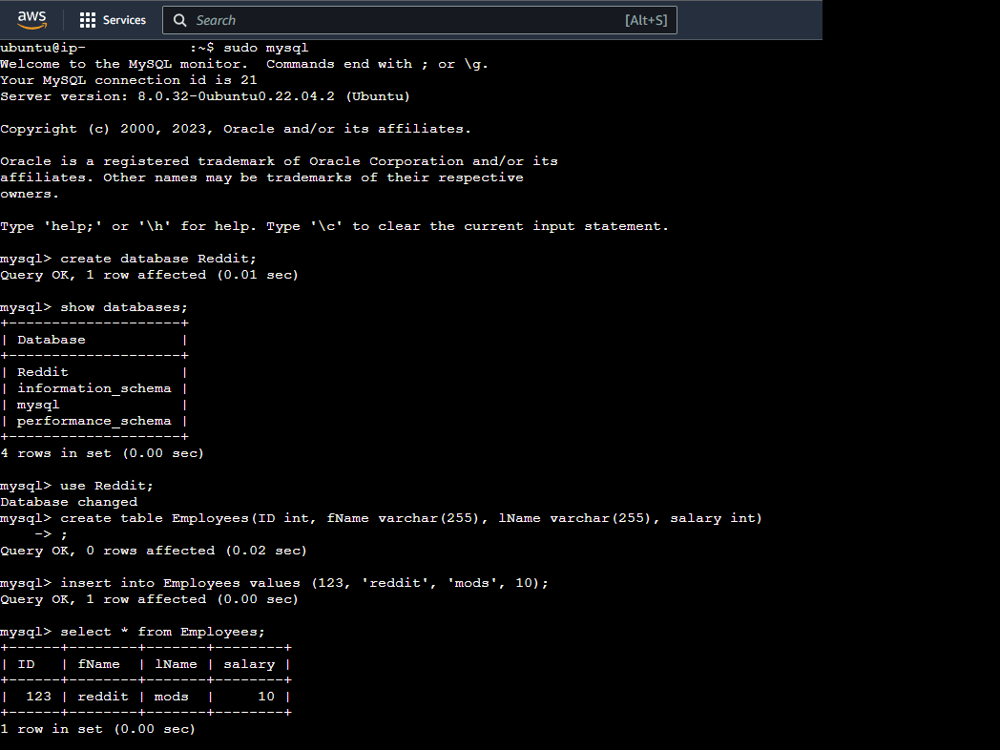 aws Services Search [Alt+S]
ubuntu@ip- :~$ sudo mysql
Welcome to the MySQL monitor.  Commands end with ; or \g.
Your MySQL connection id is 21
Server version: 8.0.32-0ubuntu0.22.04.2 (Ubuntu)
Copyright (c) 2000, 2023, Oracle and/or its affiliates.
Oracle is a registered trademark of Oracle Corporation and/or its
affiliates. Other names may be trademarks of their respective
owners.
Type 'help;' or '\h' for help. Type '\c' to clear the current input statement.
mysql> create database Reddit;
Query OK, 1 row affected (0.01 sec)
mysql> show databases;
+--------------------+
| Database           |
+--------------------+
| Reddit             |
| information_schema |
| mysql              |
| performance_schema |
+--------------------+
4 rows in set (0.00 sec)
mysql> use Reddit;
Database changed
mysql> create table Employees(ID int, fName varchar(255), lName varchar(255), salary int)
    -> ;
Query OK, 0 rows affected (0.02 sec)
mysql> insert into Employees values (123, 'reddit', 'mods', 10);
Query OK, 1 row affected (0.00 sec)
mysql> select * from Employees;
+------+--------+-------+--------+
| ID   | fName  | lName | salary |
+------+--------+-------+--------+
|  123 | reddit | mods  |     10 |
+------+--------+-------+--------+
1 row in set (0.00 sec)